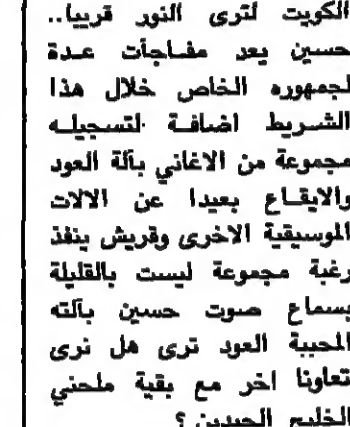 الكويت لترى النور قريبا..
حسين يعد مفاجآت عدة
لجمهوره الخاص خلال هذا
الشريط اضافة لتسجيله
مجموعة من الاغاني بآلة العود
والايقاع بعيدا عن الالات
الموسيقية الاخرى وقريش ينفذ
رغبة مجموعة ليست بالقليلة
بسماع صوت حسين بآلته
المحببة العود ترى هل نرى
تعاونا اخر مع بقية ملحني
الخليج الجيدين ؟